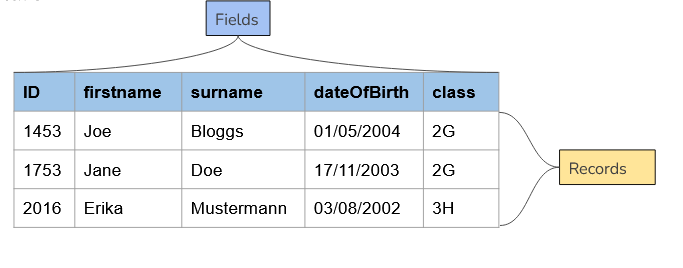 Fields
ID firstname surname dateOfBirth class
1453 Joe Bloggs 01/05/2004 2G
1753 Jane Doe 17/11/2003 2G
Records
2016 Erika Mustermann 03/08/2002 3H